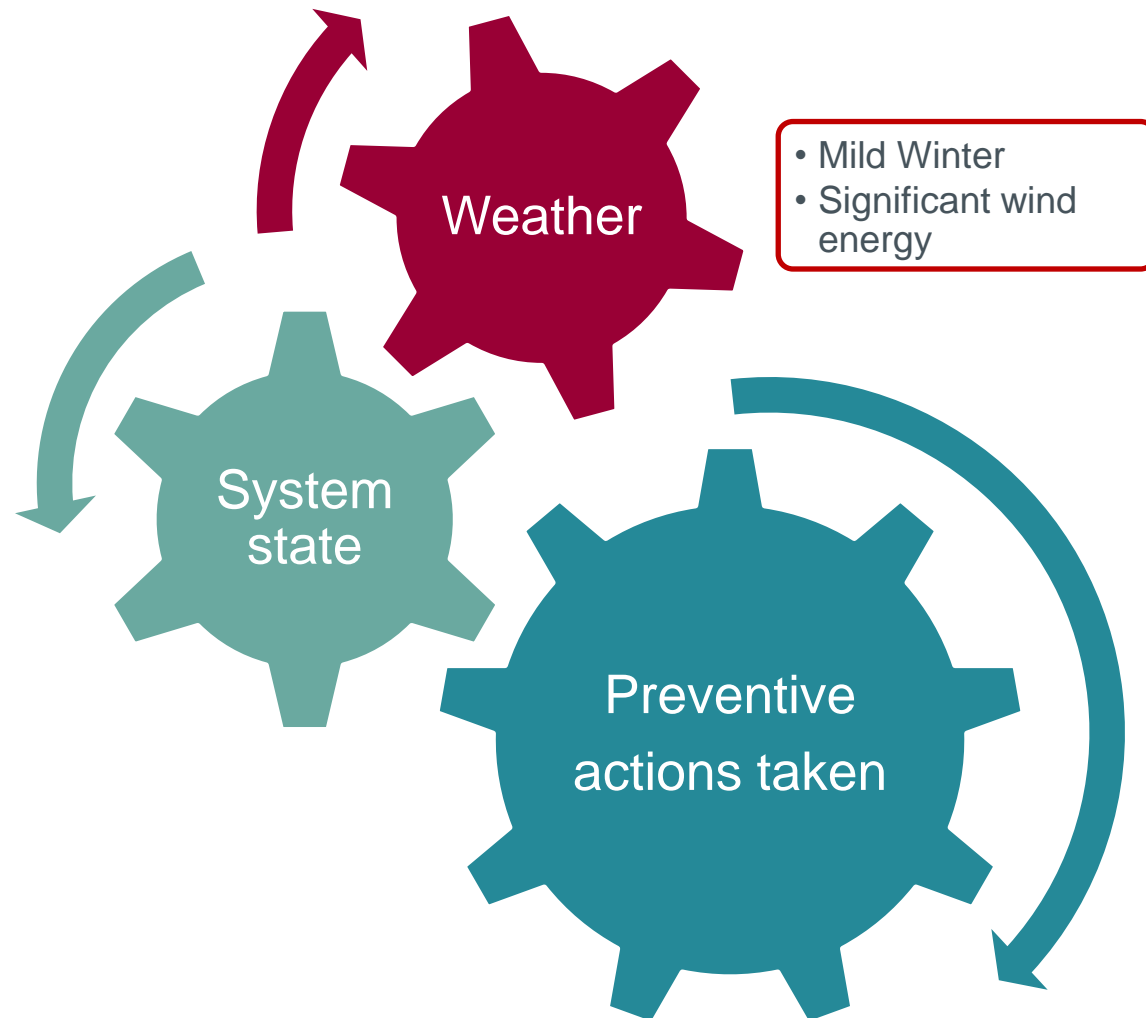 Weather
• Mild Winter
• Significant wind
energy
System
state
Preventive
actions taken